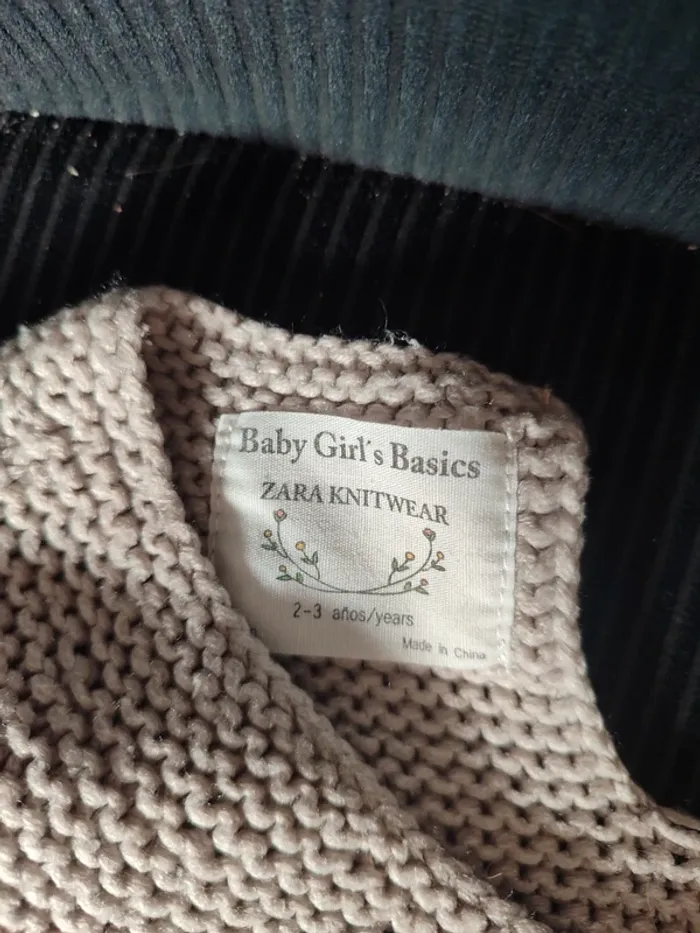 Baby Girl's Basics
ZARA KNITWEAR
2-3 años/years
Made in China